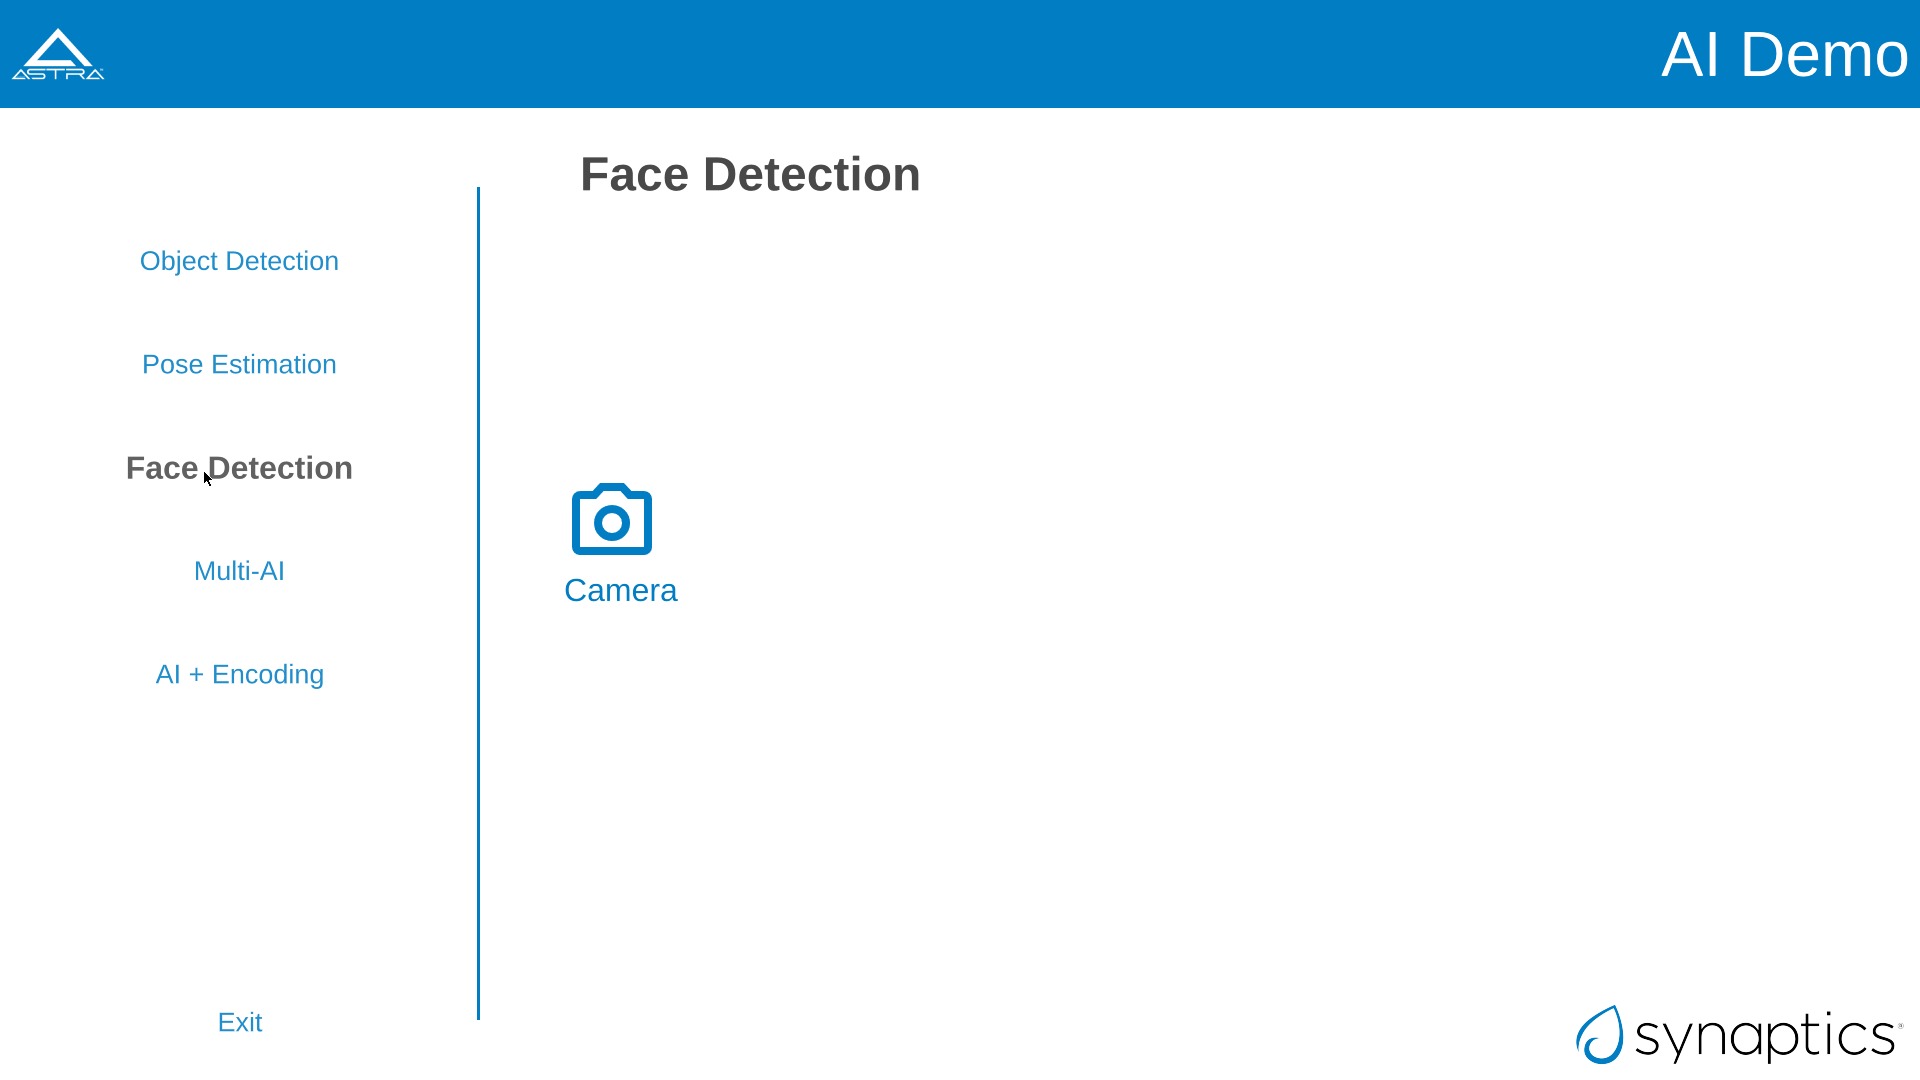 ASTRA
AI Demo
Face Detection
Object Detection
Pose Estimation
Face Detection
Multi-AI
AI + Encoding
Exit
Camera
synaptics®